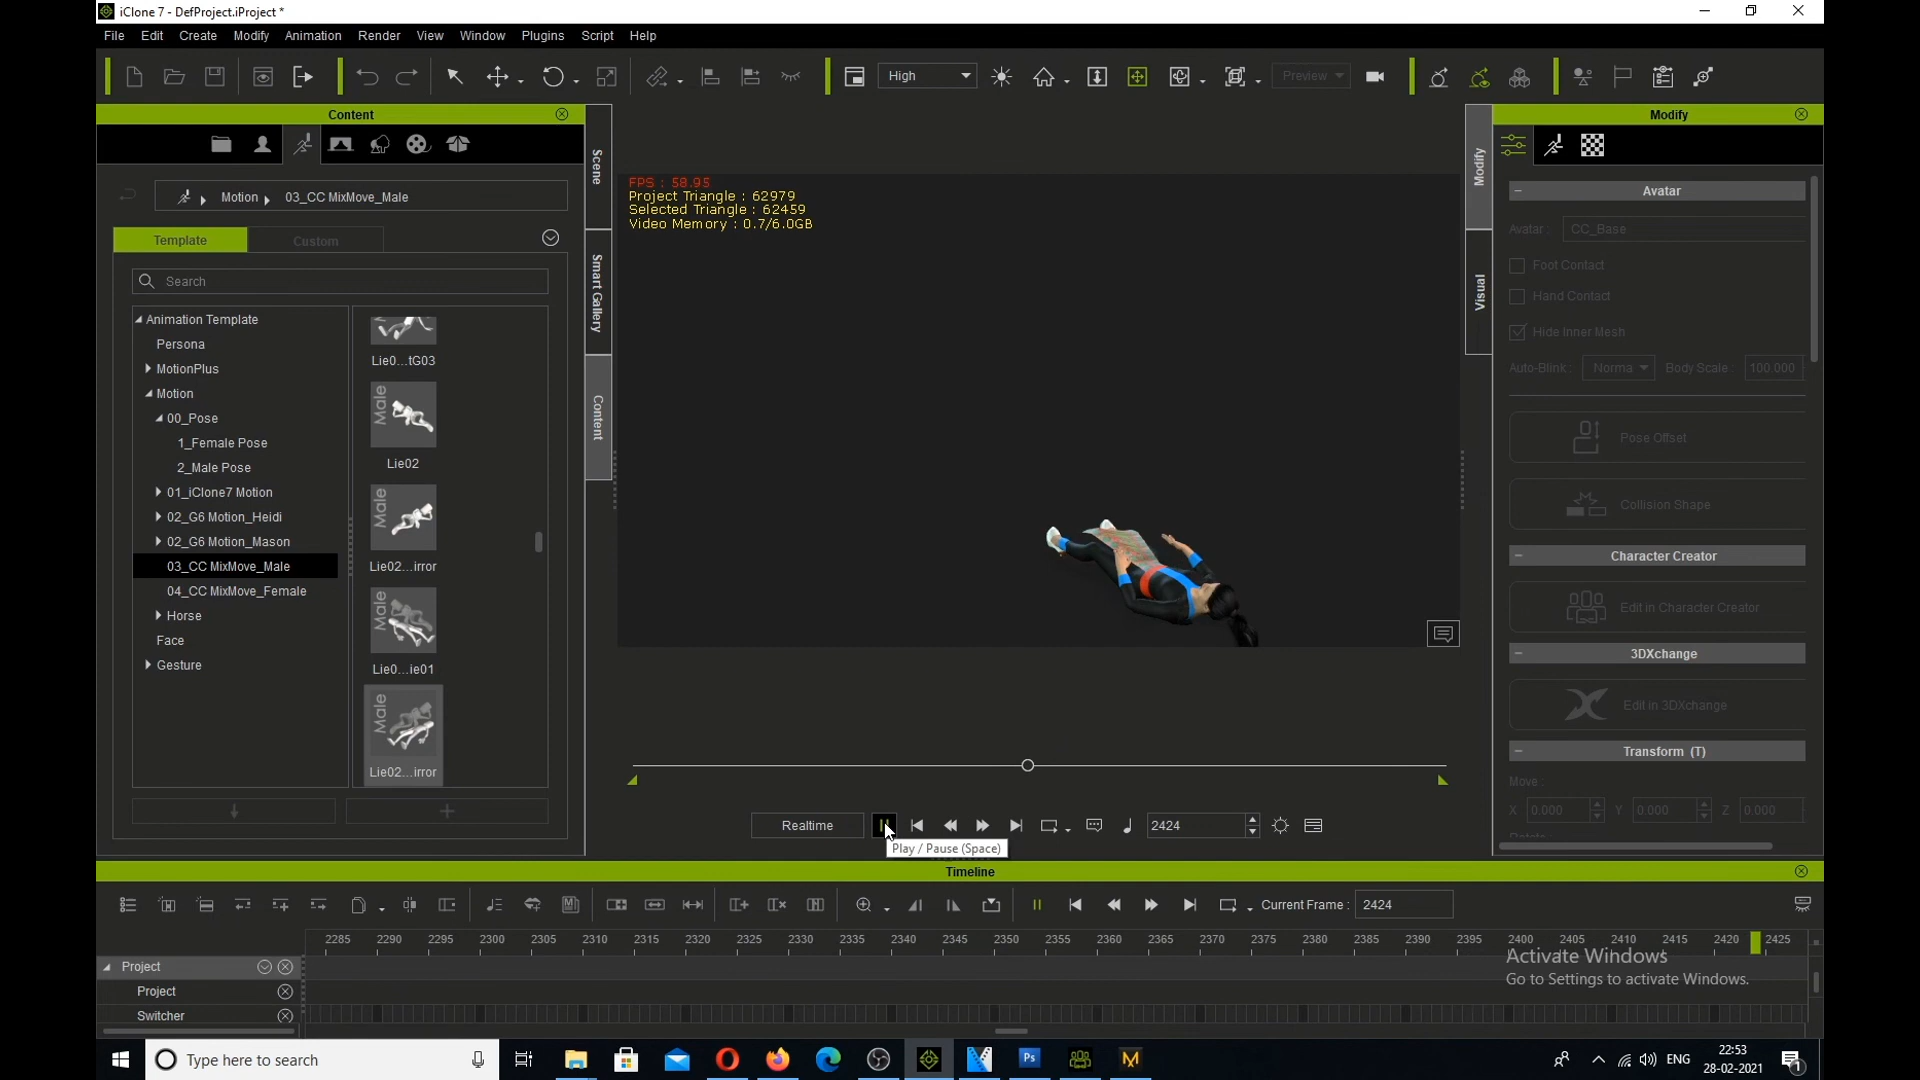 iClone 7 - DefProject.iProject *
File Edit Create Modify Animation Render View Window Plugins Script Help
High
Preview
Content
Modify
Motion 03_CC MixMove_Male
Template Custom
Search
Animation Template
Persona
MotionPlus
Motion
00_Pose
1_Female Pose
2_Male Pose
01_iClone7 Motion
02_G6 Motion_Heidi
02_G6 Motion_Mason
03_CC MixMove_Male
04_CC MixMove_Female
Horse
Face
Gesture
Lie0...tG03
Male
Lie02
Male
Lie02...irror
Male
Lie0...ie01
Male
Lie02...irror
Scene
Smart Gallery
Content
FPS : 58.95
Project Triangle : 62979
Selected Triangle : 62459
Video Memory : 0.7/6.0GB
Realtime
2424
Play / Pause (Space)
Modify
Visual
Avatar
Avatar : CC_Base
Foot Contact
Hand Contact
Hide Inner Mesh
Auto-Blink : Norma Body Scale : 100.000
Pose Offset
Collision Shape
Character Creator
Edit in Character Creator
3DXchange
Edit in 3DXchange
Transform (T)
Move :
X 0.000 Y 0.000 Z 0.000
Timeline
Current Frame : 2424
2285 2290 2295 2300 2305 2310 2315 2320 2325 2330 2335 2340 2345 2350 2355 2360 2365 2370 2375 2380 2385 2390 2395 2400 2405 2410 2415 2420 2425
Project
Project
Switcher
Activate Windows
Go to Settings to activate Windows.
Type here to search
Ps
ENG
22:53
28-02-2021
1